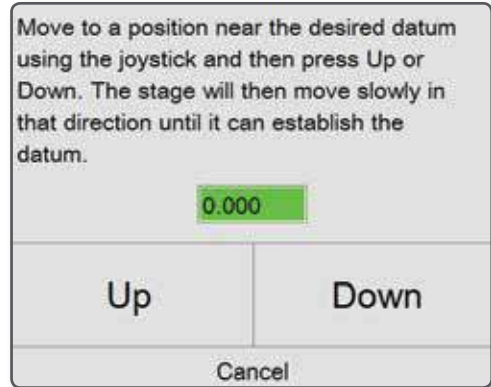 Move to a position near the desired datum
using the joystick and then press Up or
Down. The stage will then move slowly in
that direction until it can establish the
datum.
0.000
Up
Down
Cancel